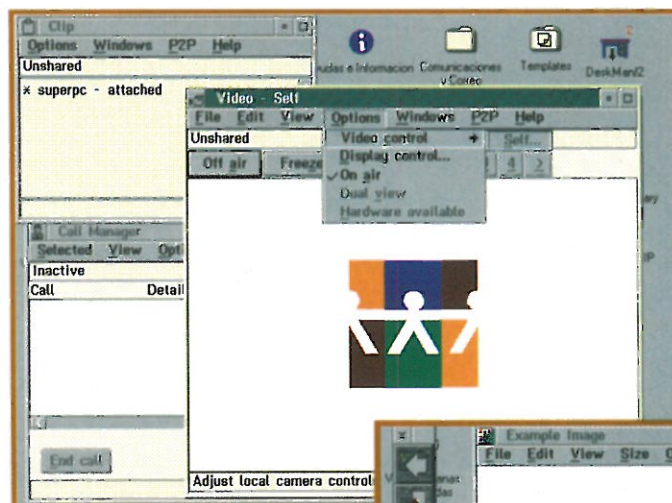 Clip
Options Windows P2P Help
Unshared
× superpc - attached
udas e Informacion
Comunicaciones
y Correo
Templates
DeskMan/2
Video - Self
File Edit View Options Windows P2P Help
Unshared
Video control
Self...
Off air
Freeze
Display control...
4
>
On air
Dual view
Hardware available
Call Manager
Selected View Opti
Inactive
Call Detail
End call
Adjust local camera control
Example Image
File Edit View Size